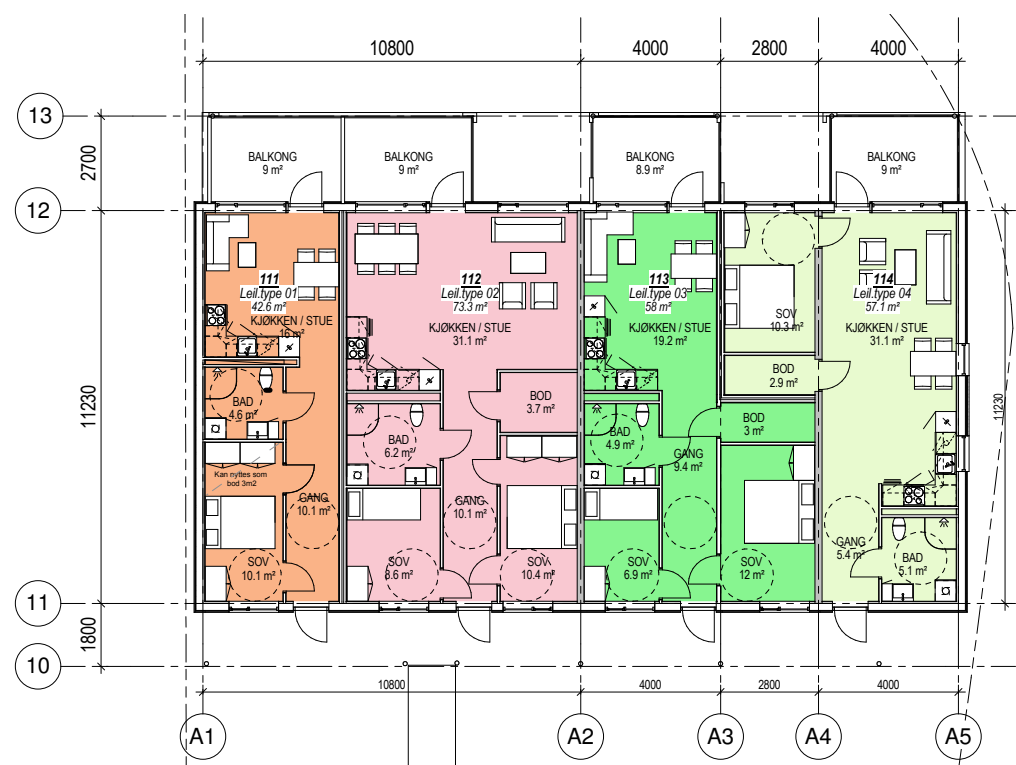 10800
4000
2800
4000
13
2700
BALKONG
9 m²
BALKONG
9 m²
BALKONG
8.9 m²
BALKONG
9 m²
12
111
Leil.type 01
42.6 m²
KJØKKEN / STUE
16 m²
112
Leil.type 02
73.3 m²
KJØKKEN / STUE
31.1 m²
113
Leil.type 03
58 m²
KJØKKEN / STUE
19.2 m²
SOV
10.3 m²
114
Leil.type 04
57.1 m²
KJØKKEN / STUE
31.1 m²
BOD
2.9 m²
11230
11230
BAD
4.6 m²
BOD
3.7 m²
BAD
6.2 m²
BAD
4.9 m²
BOD
3 m²
GANG
9.4 m²
Kan nyttes som
bod 3m2
GANG
10.1 m²
GANG
10.1 m²
GANG
5.4 m²
BAD
5.1 m²
SOV
10.1 m²
SOV
8.6 m²
SOV
10.4 m²
SOV
6.9 m²
SOV
12 m²
11
1800
10
10800
4000
2800
4000
A1
A2
A3
A4
A5